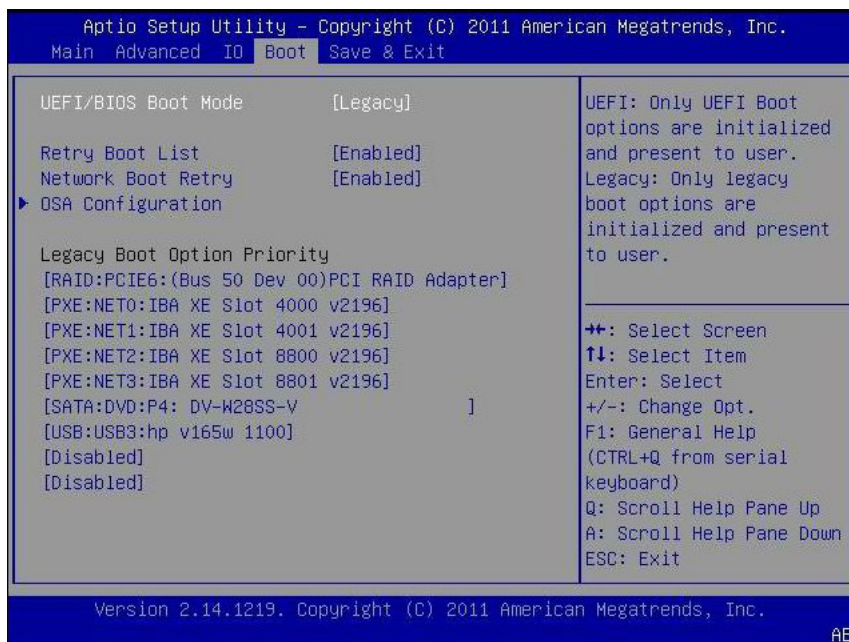 Aptio Setup Utility – Copyright (C) 2011 American Megatrends, Inc.
Main Advanced IO Boot Save & Exit
UEFI/BIOS Boot Mode [Legacy]
Retry Boot List [Enabled]
Network Boot Retry [Enabled]
OSA Configuration
Legacy Boot Option Priority
[RAID:PCIE6:(Bus 50 Dev 00)PCI RAID Adapter]
[PXE:NET0:IBA XE Slot 4000 v2196]
[PXE:NET1:IBA XE Slot 4001 v2196]
[PXE:NET2:IBA XE Slot 8800 v2196]
[PXE:NET3:IBA XE Slot 8801 v2196]
[SATA:DVD:P4: DV-W28SS-V ]
[USB:USB3:hp v165w 1100]
[Disabled]
[Disabled]
UEFI: Only UEFI Boot
options are initialized
and present to user.
Legacy: Only legacy
boot options are
initialized and present
to user.
→←: Select Screen
↑↓: Select Item
Enter: Select
+/-: Change Opt.
F1: General Help
(CTRL+Q from serial
keyboard)
Q: Scroll Help Pane Up
A: Scroll Help Pane Down
ESC: Exit
Version 2.14.1219. Copyright (C) 2011 American Megatrends, Inc.